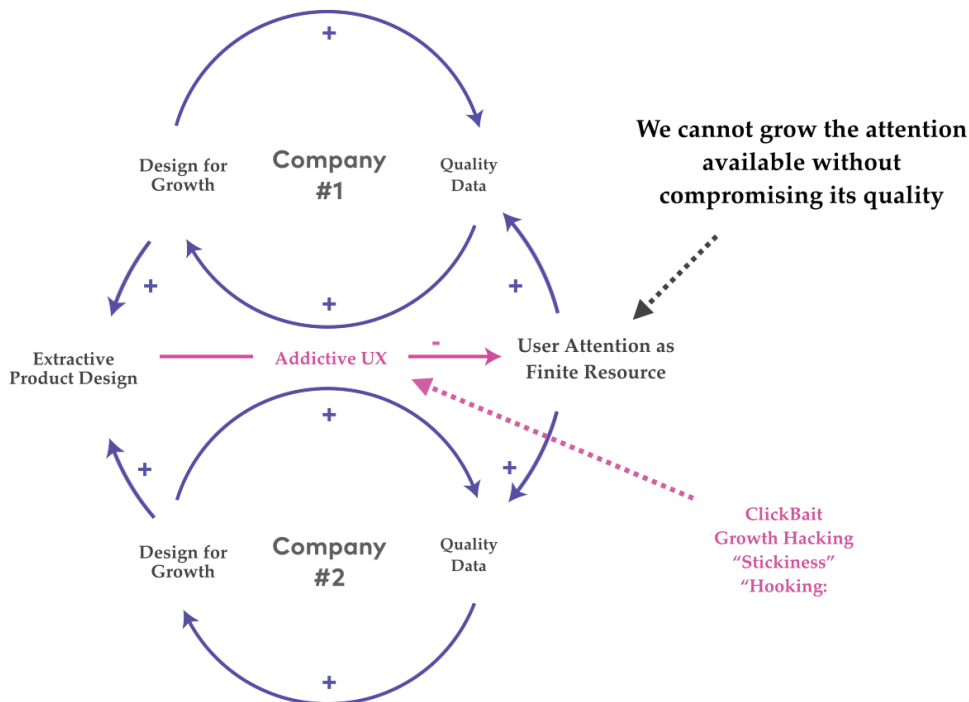 +
We cannot grow the attention
available without
compromising its quality
Design for
Growth
Company
#1
Quality
Data
+
+
+
Extractive
Product Design
Addictive UX
-
User Attention as
Finite Resource
+
+
+
ClickBait
Growth Hacking
“Stickiness”
“Hooking:
Design for
Growth
Company
#2
Quality
Data
+